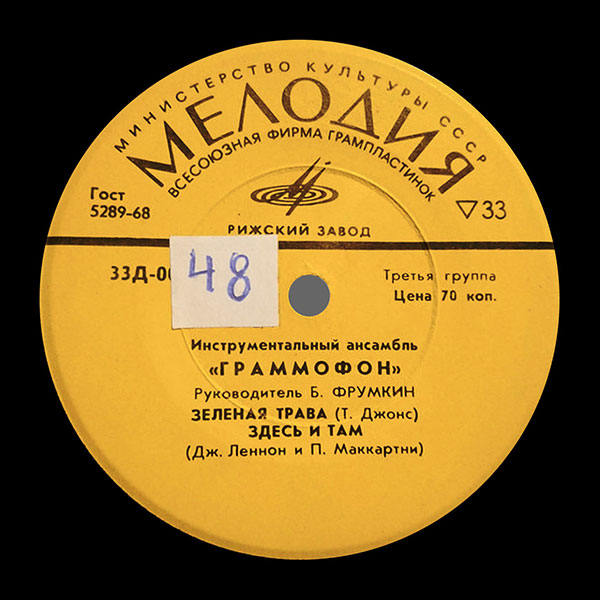 МИНИСТЕРСТВО КУЛЬТУРЫ СССР
МЕЛОДИЯ
ВСЕСОЮЗНАЯ ФИРМА ГРАМПЛАСТИНОК
Гост
5289-68
▽33
РИЖСКИЙ ЗАВОД
33Д-00
48
Третья группа
Цена 70 коп.
Инструментальный ансамбль
«ГРАММОФОН»
Руководитель Б. ФРУМКИН
ЗЕЛЕНАЯ ТРАВА (Т. Джонс)
ЗДЕСЬ И ТАМ
(Дж. Леннон и П. Маккартни)